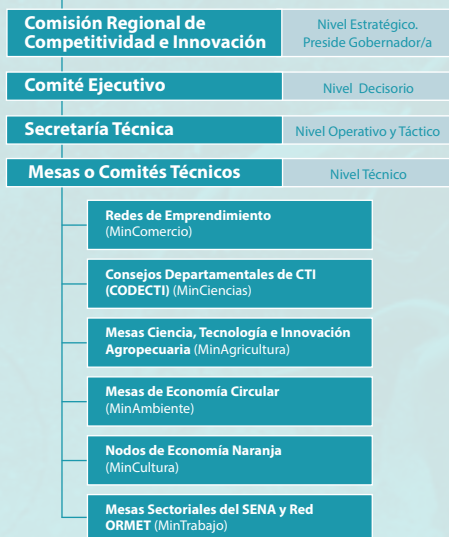 Comisión Regional de
Competitividad e Innovación
Nivel Estratégico.
Preside Gobernador/a
Comité Ejecutivo
Nivel Decisorio
Secretaría Técnica
Nivel Operativo y Táctico
Mesas o Comités Técnicos
Nivel Técnico
Redes de Emprendimiento
(MinComercio)
Consejos Departamentales de CTI
(CODECTI) (MinCiencias)
Mesas Ciencia, Tecnología e Innovación
Agropecuaria (MinAgricultura)
Mesas de Economía Circular
(MinAmbiente)
Nodos de Economía Naranja
(MinCultura)
Mesas Sectoriales del SENA y Red
ORMET (MinTrabajo)